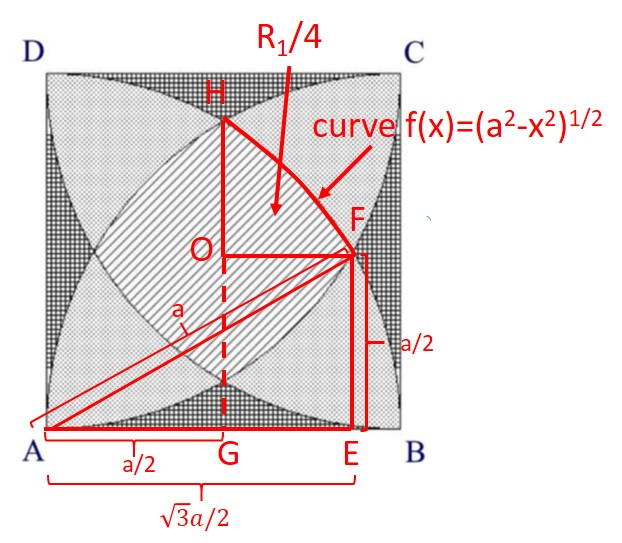 D
C
R₁/4
H
curve f(x)=(a²-x²)^{1/2}
F
O
a
a/2
A
G
E
B
a/2
√3a/2